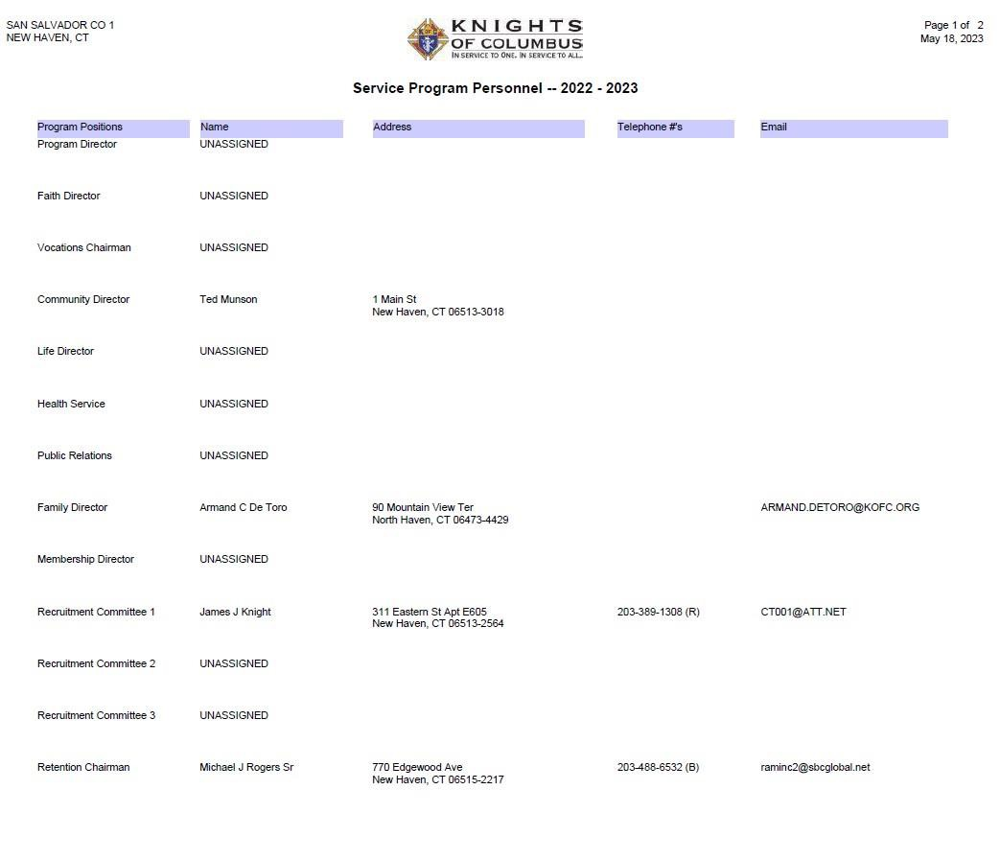 SAN SALVADOR CO 1
NEW HAVEN, CT
K OF C
KNIGHTS
OF COLUMBUS
IN SERVICE TO ONE. IN SERVICE TO ALL.
Page 1 of 2
May 18, 2023
Service Program Personnel -- 2022 - 2023
Program Positions Name Address Telephone #'s Email
Program Director UNASSIGNED
Faith Director UNASSIGNED
Vocations Chairman UNASSIGNED
Community Director Ted Munson 1 Main St
New Haven, CT 06513-3018
Life Director UNASSIGNED
Health Service UNASSIGNED
Public Relations UNASSIGNED
Family Director Armand C De Toro 90 Mountain View Ter ARMAND.DETORO@KOFC.ORG
North Haven, CT 06473-4429
Membership Director UNASSIGNED
Recruitment Committee 1 James J Knight 311 Eastern St Apt E605 203-389-1308 (R) CT001@ATT.NET
New Haven, CT 06513-2564
Recruitment Committee 2 UNASSIGNED
Recruitment Committee 3 UNASSIGNED
Retention Chairman Michael J Rogers Sr 770 Edgewood Ave 203-488-6532 (B) raminc2@sbcglobal.net
New Haven, CT 06515-2217